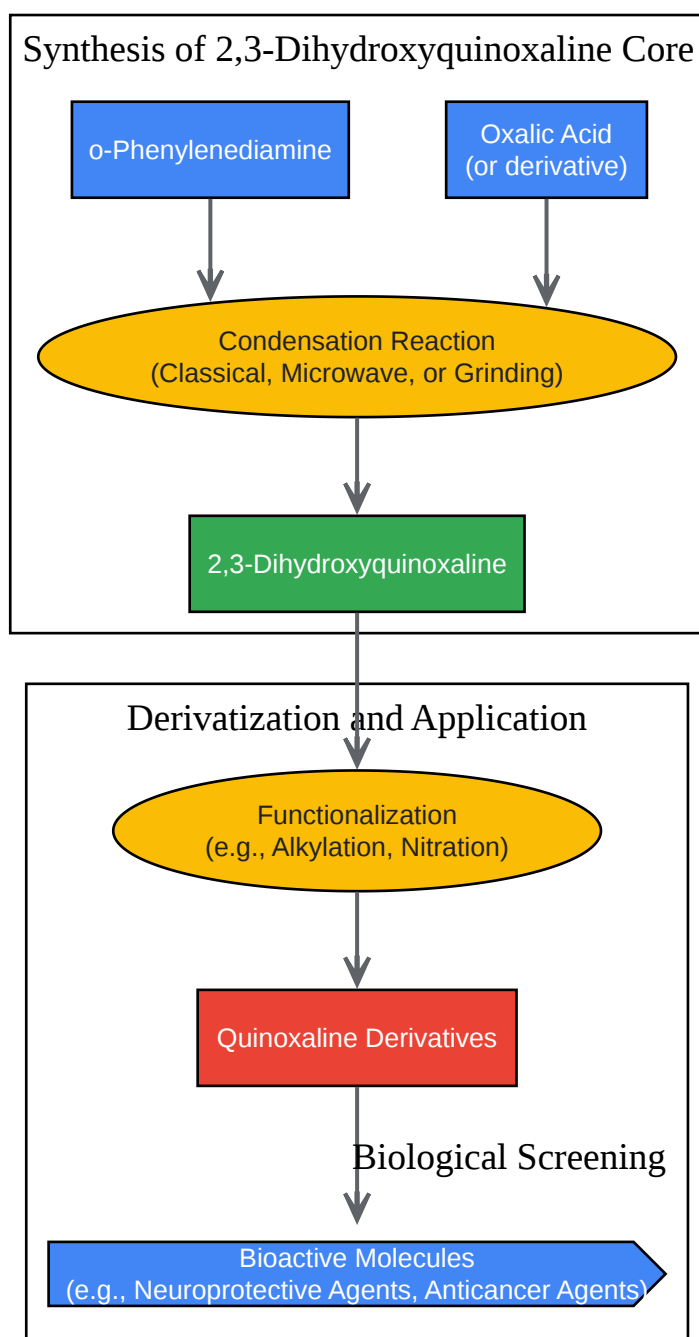 Synthesis of 2,3-Dihydroxyquinoxaline Core
o-Phenylenediamine
Oxalic Acid
(or derivative)
Condensation Reaction
(Classical, Microwave, or Grinding)
2,3-Dihydroxyquinoxaline
Derivatization and Application
Functionalization
(e.g., Alkylation, Nitration)
Quinoxaline Derivatives
Biological Screening
Bioactive Molecules
(e.g., Neuroprotective Agents, Anticancer Agents)